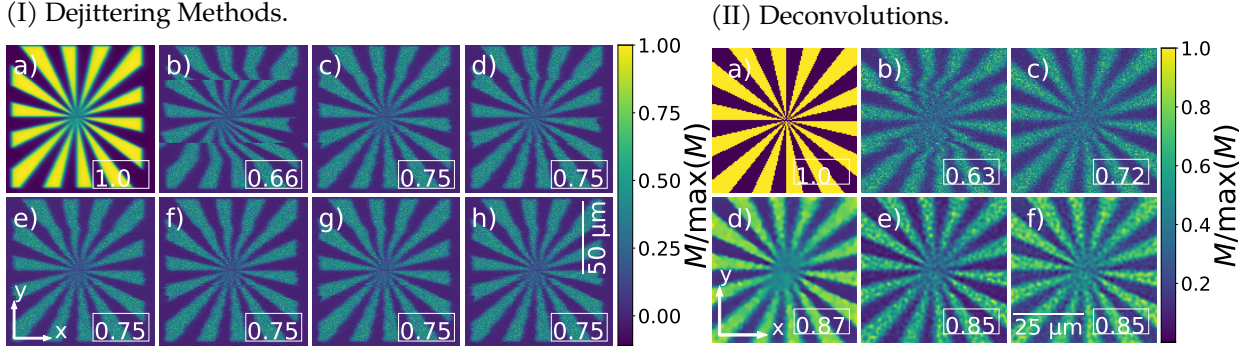 (I) Dejittering Methods.
a) b) c) d)
1.0 0.66 0.75 0.75
e) f) g) h)
0.75 0.75 0.75 0.75
y
x
50 µm
1.00
0.75
0.50
0.25
0.00
M/max(M)
(II) Deconvolutions.
a) b) c)
1.0 0.63 0.72
d) e) f)
0.87 0.85 0.85
y
x
25 µm
1.0
0.8
0.6
0.4
0.2
M/max(M)